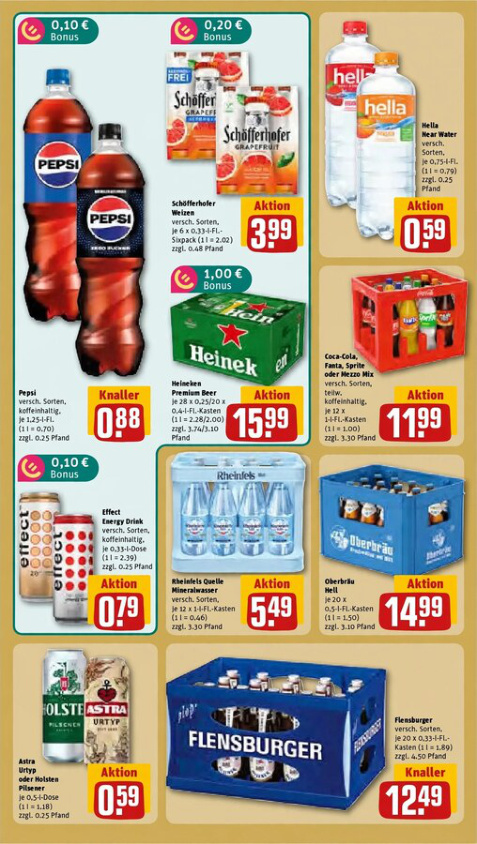 0,10 €
Bonus
PEPSI
PEPSI
Pepsi
versch. Sorten,
koffeinhaltig,
je 1,25-l-Fl.
(1 l = 0.70)
zzgl. 0.25 Pfand
Knaller
0.88
0,20 €
Bonus
FREI
Schöfferhofer
GRAPEFRUIT
Schöfferhofer
GRAPEFRUIT
Schöfferhofer
Weizen
versch. Sorten,
je 6 x 0,33-l-Fl.-
Sixpack (1 l = 2.02)
zzgl. 0.48 Pfand
Aktion
3.99
hella
hella
Hella
Near Water
versch.
Sorten,
je 0,75-l-Fl.
(1 l = 0.79)
zzgl. 0.25
Pfand
Aktion
0.59
1,00 €
Bonus
Heineken
Heineken
Premium Beer
je 28 x 0,25/20 x
0,4-l-Fl.-Kasten
(1 l = 2.28/2.00)
zzgl. 3.74/3.10
Pfand
Aktion
15.99
Coca-Cola,
Fanta, Sprite
oder Mezzo Mix
versch. Sorten,
teilw.
koffeinhaltig,
je 12 x
1-l-Fl.-Kasten
(1 l = 1.00)
zzgl. 3.30 Pfand
Aktion
11.99
0,10 €
Bonus
effect
effect
Effect
Energy Drink
versch. Sorten,
koffeinhaltig,
je 0,33-l-Dose
(1 l = 2.39)
zzgl. 0.25 Pfand
Aktion
0.79
Rheinfels
Rheinfels Quelle
Mineralwasser
versch. Sorten,
je 12 x 1-l-Fl.-Kasten
(1 l = 0.46)
zzgl. 3.30 Pfand
Aktion
5.49
Oberbräu
Oberbräu
Hell
je 20 x
0,5-l-Fl.-Kasten
(1 l = 1.50)
zzgl. 3.10 Pfand
Aktion
14.99
HOLSTEN
PILSENER
ASTRA
URTYP
Astra
Urtyp
oder Holsten
Pilsener
je 0,5-l-Dose
(1 l = 1.18)
zzgl. 0.25 Pfand
Aktion
0.59
plop!
FLENSBURGER
Flensburger
versch. Sorten,
je 20 x 0,33-l-Fl.-
Kasten (1 l = 1.89)
zzgl. 4.50 Pfand
Knaller
12.49